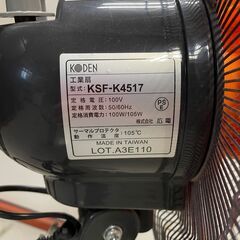 KODEN
工業扇
型式: KSF-K4517
定格電圧: 100V
定格周波数: 50/60Hz
定格消費電力: 100W/105W
PSE
株式会社 広電
サーマルプロテクタ 動作温度: 105℃
MADE IN TAIWAN
LOT.A3E110